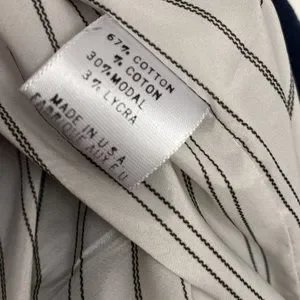 67% COTTON
% COTON
30% MODAL
3% LYCRA
MADE IN U.S.A
FABRIQUE AUX É.U